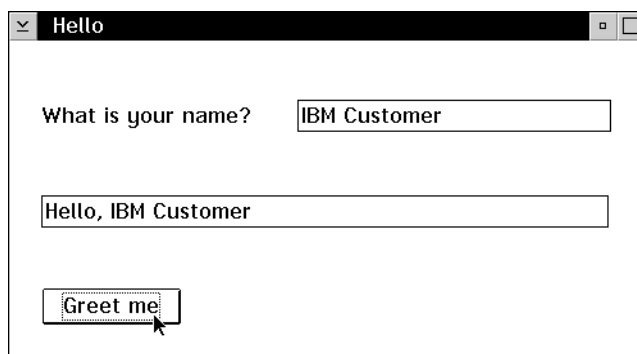 Hello
What is your name? IBM Customer
Hello, IBM Customer
Greet me